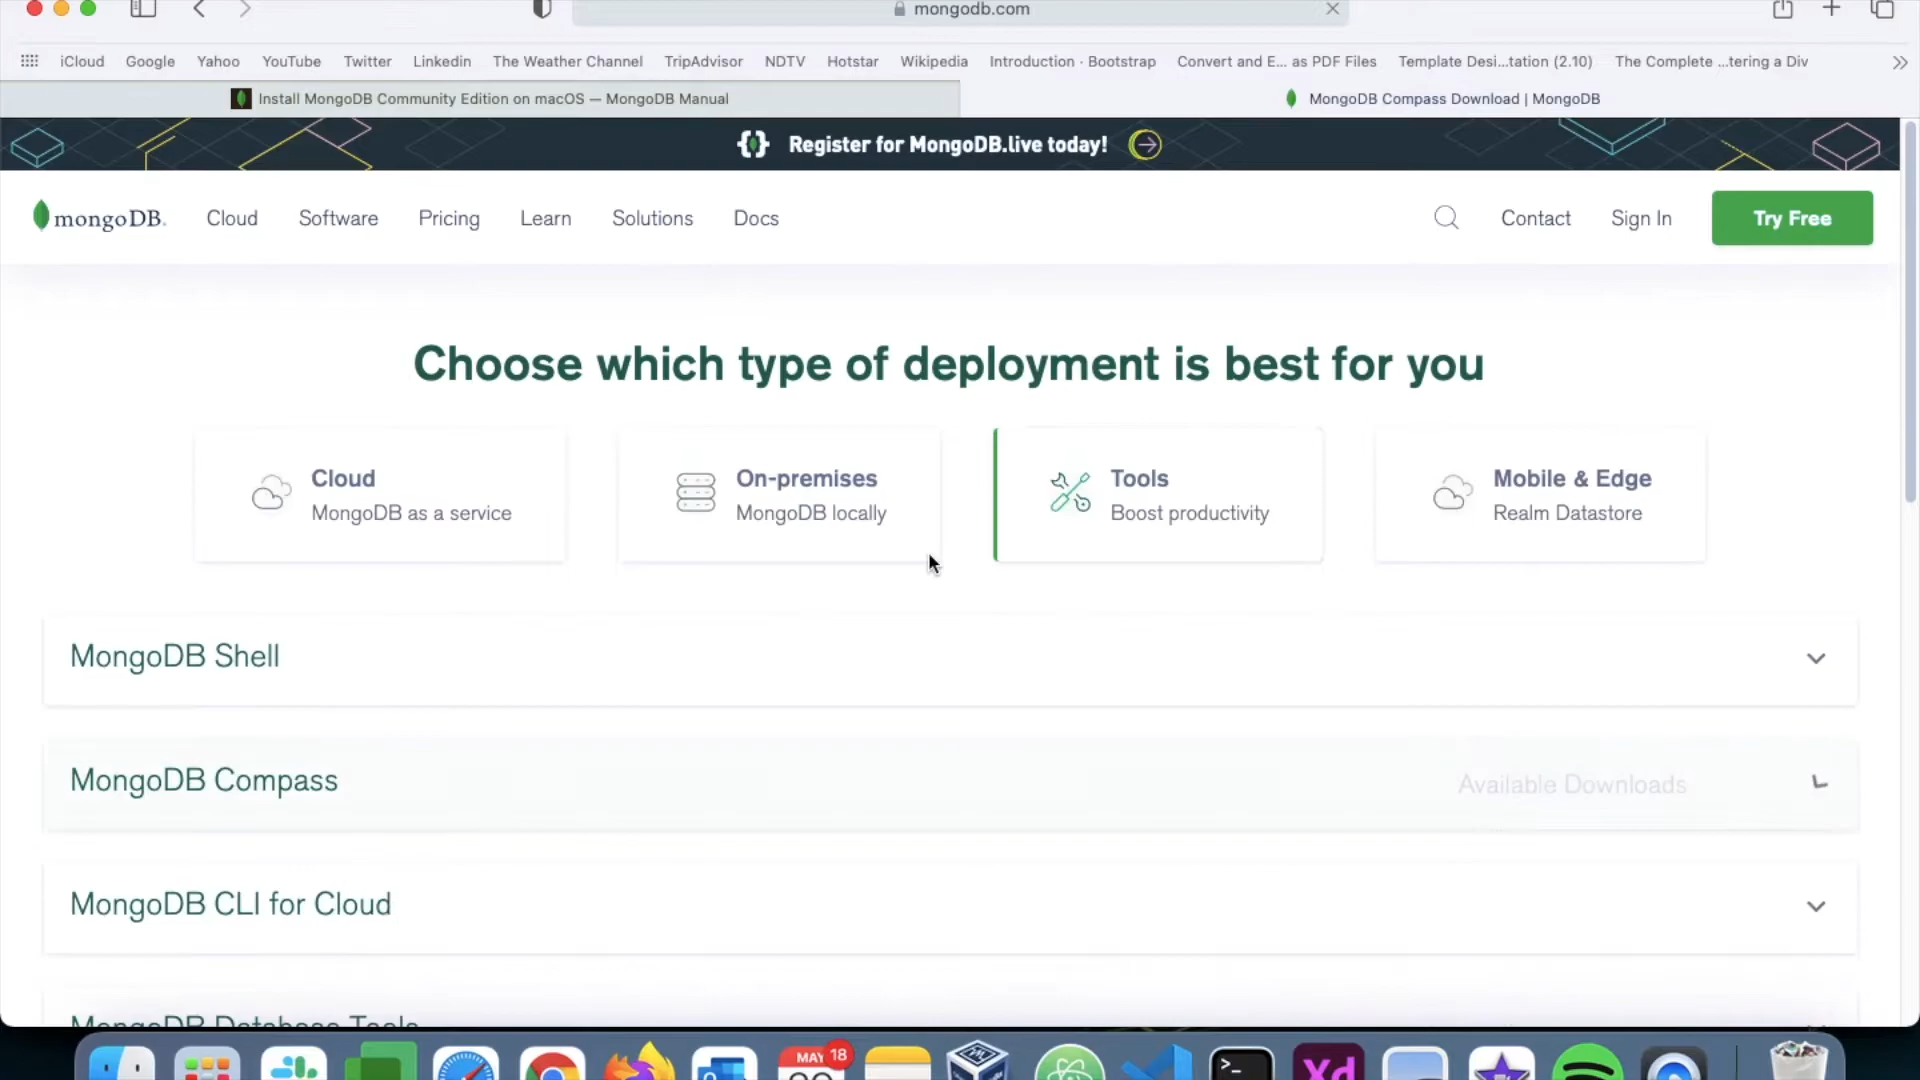 mongodb.com
iCloud Google Yahoo YouTube Twitter Linkedin The Weather Channel TripAdvisor NDTV Hotstar Wikipedia Introduction · Bootstrap Convert and E... as PDF Files Template Desi...tation (2.10) The Complete ...tering a Div
Install MongoDB Community Edition on macOS — MongoDB Manual MongoDB Compass Download | MongoDB
Register for MongoDB.live today!
mongoDB. Cloud Software Pricing Learn Solutions Docs Contact Sign In Try Free
Choose which type of deployment is best for you
Cloud
MongoDB as a service
On-premises
MongoDB locally
Tools
Boost productivity
Mobile & Edge
Realm Datastore
MongoDB Shell
MongoDB Compass Available Downloads
MongoDB CLI for Cloud
MongoDB Database Tools
MAY 18
Xd